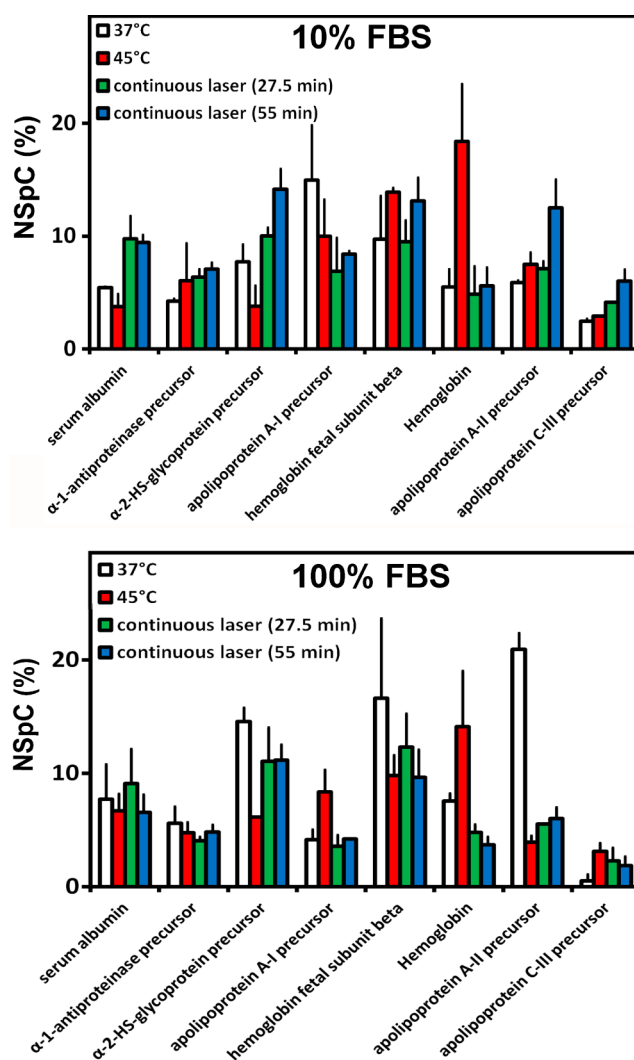 10% FBS
37°C
45°C
continuous laser (27.5 min)
continuous laser (55 min)
NSpC (%)
20
10
0
serum albumin
α-1-antiproteinase precursor
α-2-HS-glycoprotein precursor
apolipoprotein A-I precursor
hemoglobin fetal subunit beta
Hemoglobin
apolipoprotein A-II precursor
apolipoprotein C-III precursor
100% FBS
37°C
45°C
continuous laser (27.5 min)
continuous laser (55 min)
NSpC (%)
20
10
0
serum albumin
α-1-antiproteinase precursor
α-2-HS-glycoprotein precursor
apolipoprotein A-I precursor
hemoglobin fetal subunit beta
Hemoglobin
apolipoprotein A-II precursor
apolipoprotein C-III precursor